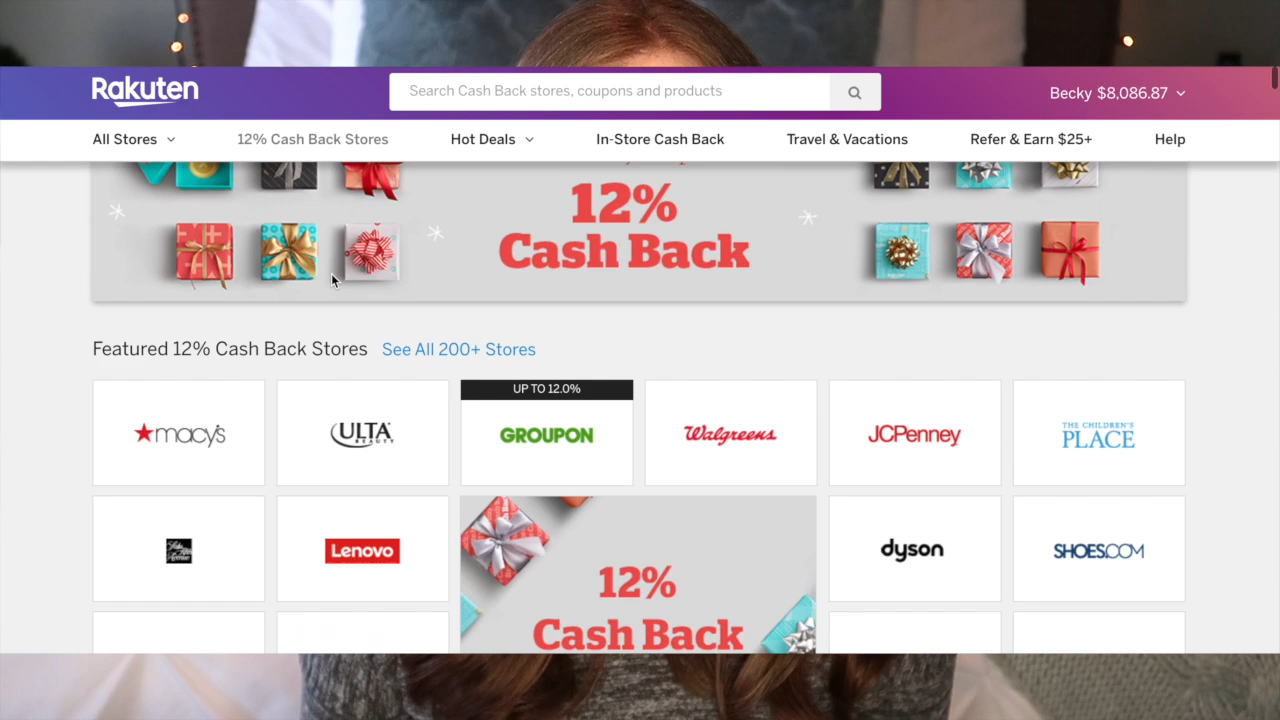 Rakuten
Search Cash Back stores, coupons and products
Becky $8,086.87
All Stores
12% Cash Back Stores
Hot Deals
In-Store Cash Back
Travel & Vacations
Refer & Earn $25+
Help
12%
Cash Back
Featured 12% Cash Back Stores
See All 200+ Stores
macy's
ULTA
BEAUTY
UP TO 12.0%
GROUPON
Walgreens
JCPenney
THE CHILDREN'S
PLACE
Lenovo
12%
Cash Back
dyson
SHOES.COM